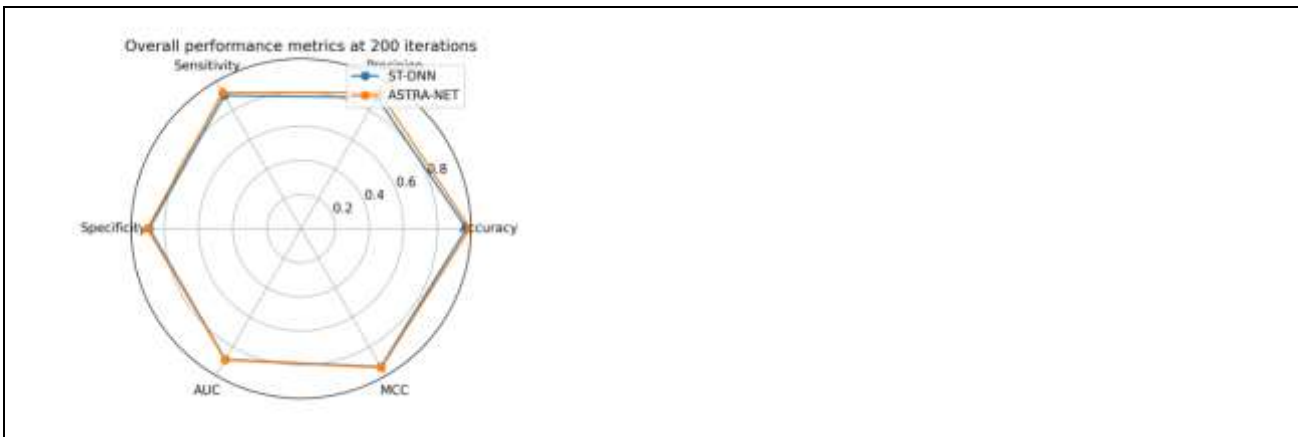 Overall performance metrics at 200 iterations
Sensitivity
Precision
ST-DNN
ASTRA-NET
0.8
0.6
0.4
0.2
Specificity
Accuracy
AUC
MCC